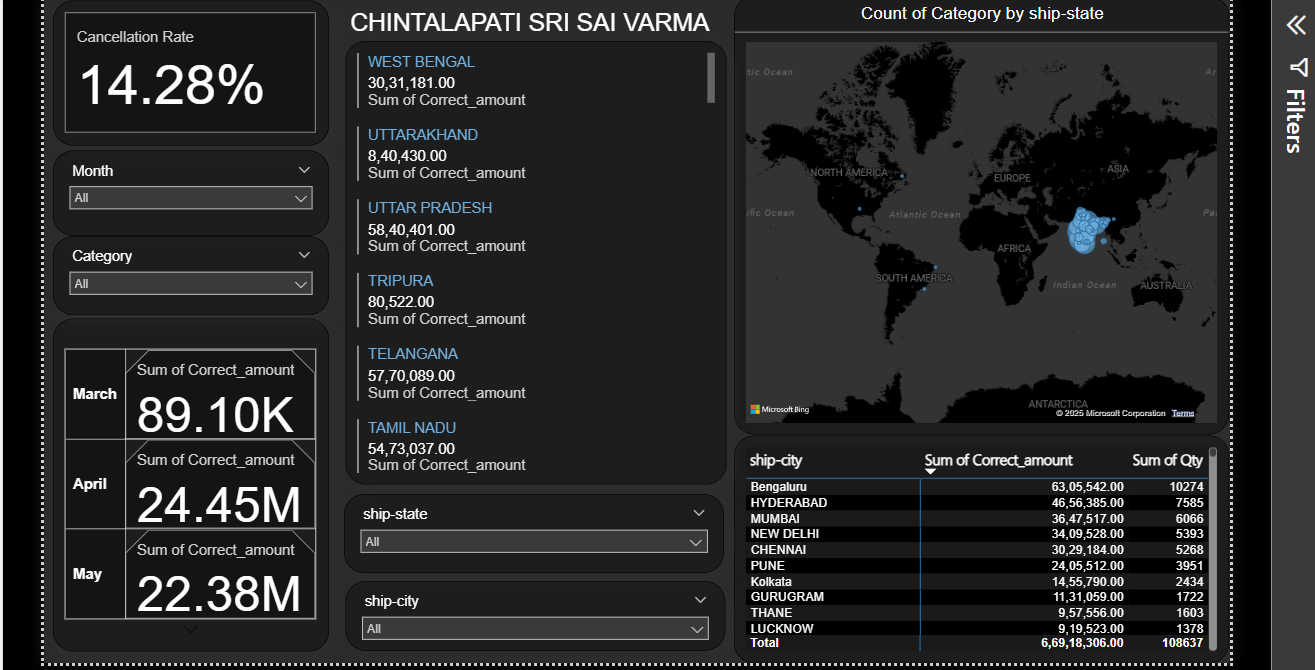 Cancellation Rate
14.28%
Month
All
Category
All
March
Sum of Correct_amount
89.10K
April
Sum of Correct_amount
24.45M
May
Sum of Correct_amount
22.38M
CHINTALAPATI SRI SAI VARMA
WEST BENGAL
30,31,181.00
Sum of Correct_amount
UTTARAKHAND
8,40,430.00
Sum of Correct_amount
UTTAR PRADESH
58,40,401.00
Sum of Correct_amount
TRIPURA
80,522.00
Sum of Correct_amount
TELANGANA
57,70,089.00
Sum of Correct_amount
TAMIL NADU
54,73,037.00
Sum of Correct_amount
ship-state
All
ship-city
All
Count of Category by ship-state
tic Ocean
Ar
NORTH AMERICA
EUROPE
ASIA
ific Ocean
Atlantic Ocean
Pa
AFRICA
SOUTH AMERICA
Indian Ocean
AUSTRALIA
ANTARCTICA
Microsoft Bing
© 2025 Microsoft Corporation Terms
ship-city Sum of Correct_amount Sum of Qty
Bengaluru 63,05,542.00 10274
HYDERABAD 46,56,385.00 7585
MUMBAI 36,47,517.00 6066
NEW DELHI 34,09,528.00 5393
CHENNAI 30,29,184.00 5268
PUNE 24,05,512.00 3951
Kolkata 14,55,790.00 2434
GURUGRAM 11,31,059.00 1722
THANE 9,57,556.00 1603
LUCKNOW 9,19,523.00 1378
Total 6,69,18,306.00 108637
Filters